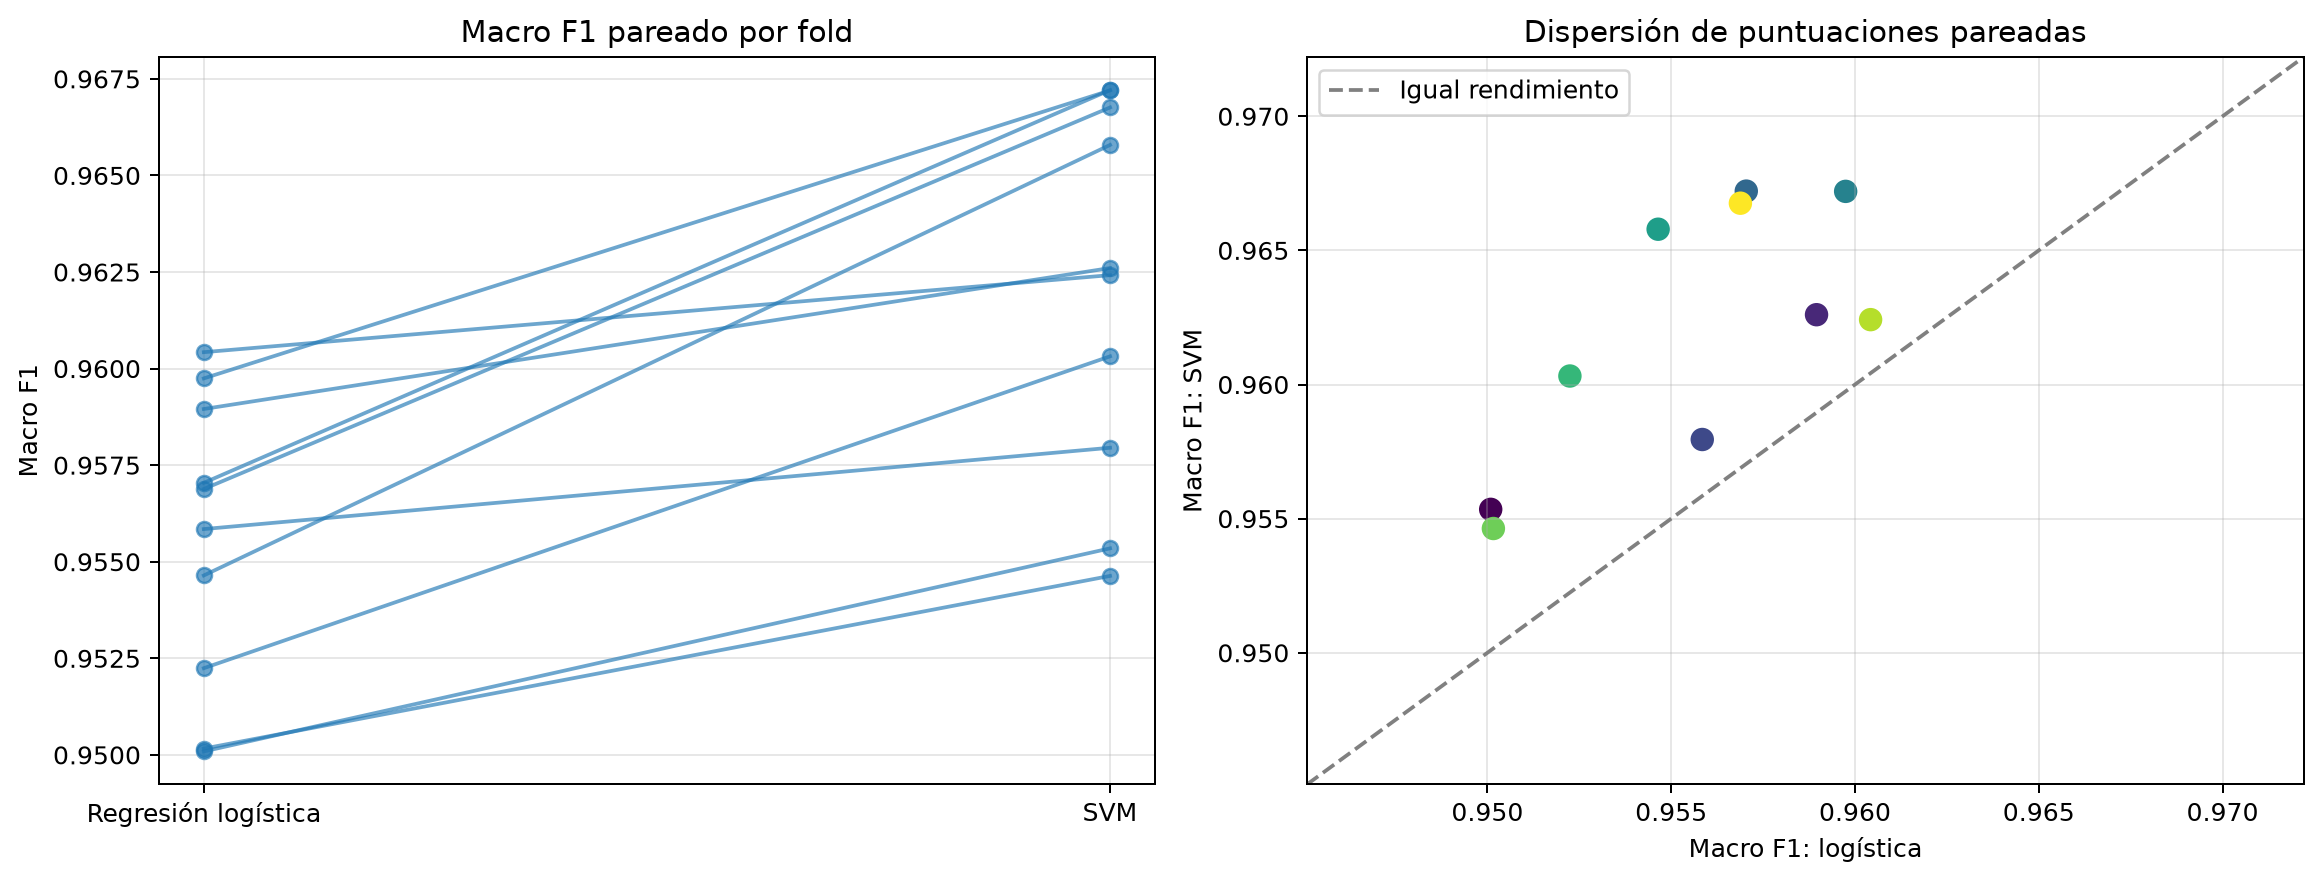 Macro F1 pareado por fold
Macro F1
0.9675
0.9650
0.9625
0.9600
0.9575
0.9550
0.9525
0.9500
Regresión logística
SVM
Dispersión de puntuaciones pareadas
Igual rendimiento
Macro F1: SVM
0.970
0.965
0.960
0.955
0.950
0.950
0.955
0.960
0.965
0.970
Macro F1: logística